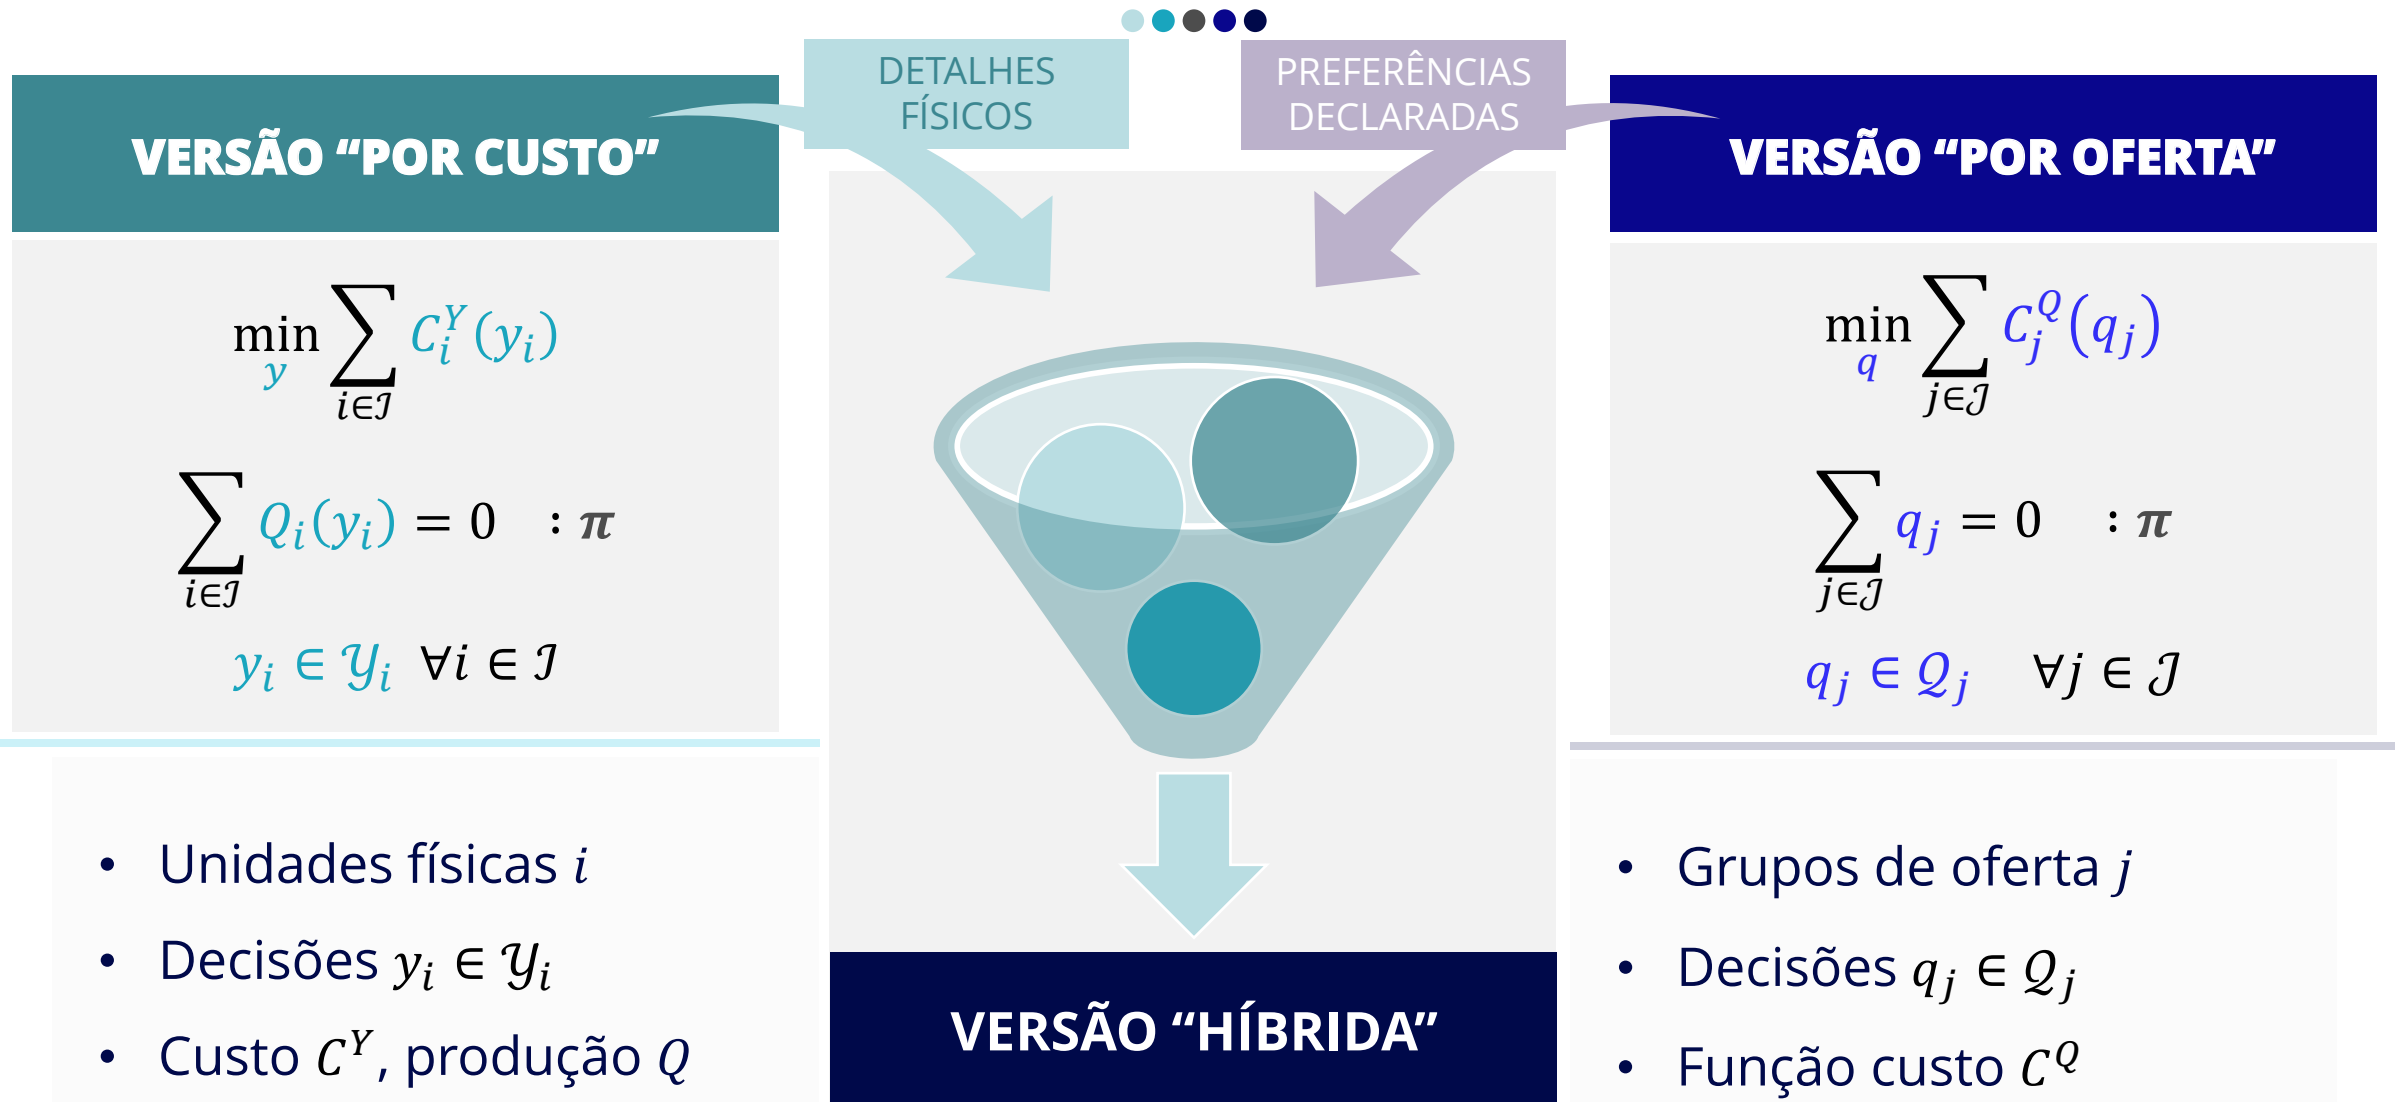 DETALHES
FÍSICOS
PREFERÊNCIAS
DECLARADAS
VERSÃO “POR CUSTO”
min_y ∑_{i∈ℐ} C_i^Y(y_i)
∑_{i∈ℐ} Q_i(y_i) = 0 : π
y_i ∈ 𝒴_i ∀i ∈ ℐ
• Unidades físicas i
• Decisões y_i ∈ 𝒴_i
• Custo C^Y, produção Q
VERSÃO “HÍBRIDA”
VERSÃO “POR OFERTA”
min_q ∑_{j∈𝒥} C_j^Q(q_j)
∑_{j∈𝒥} q_j = 0 : π
q_j ∈ 𝒬_j ∀j ∈ 𝒥
• Grupos de oferta j
• Decisões q_j ∈ 𝒬_j
• Função custo C^Q